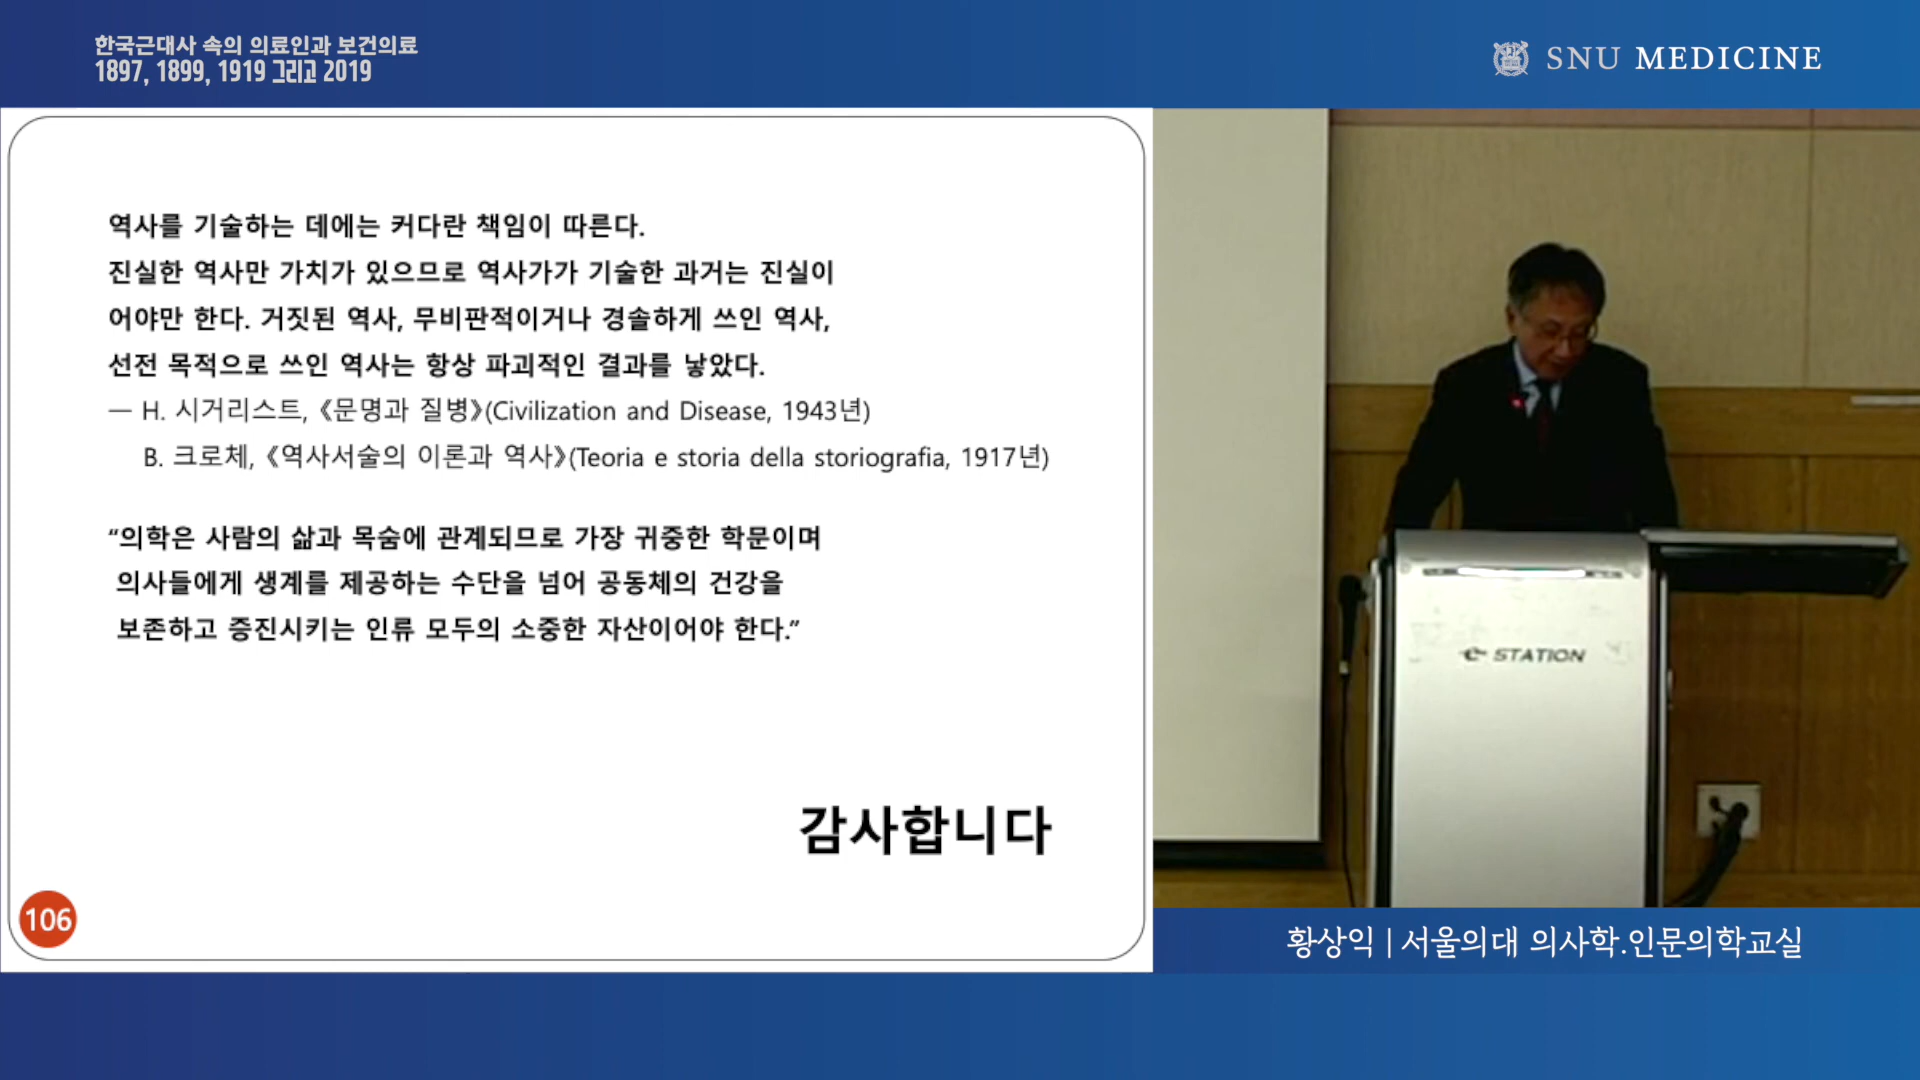 한국근대사 속의 의료인과 보건의료
1897, 1899, 1919 그리고 2019
SNU MEDICINE
역사를 기술하는 데에는 커다란 책임이 따른다.
진실한 역사만 가치가 있으므로 역사가가 기술한 과거는 진실이
어야만 한다. 거짓된 역사, 무비판적이거나 경솔하게 쓰인 역사,
선전 목적으로 쓰인 역사는 항상 파괴적인 결과를 낳았다.
— H. 시거리스트, 《문명과 질병》(Civilization and Disease, 1943년)
B. 크로체, 《역사서술의 이론과 역사》(Teoria e storia della storiografia, 1917년)
“의학은 사람의 삶과 목숨에 관계되므로 가장 귀중한 학문이며
의사들에게 생계를 제공하는 수단을 넘어 공동체의 건강을
보존하고 증진시키는 인류 모두의 소중한 자산이어야 한다.”
감사합니다
106
e-STATION
황상익 | 서울의대 의사학.인문의학교실